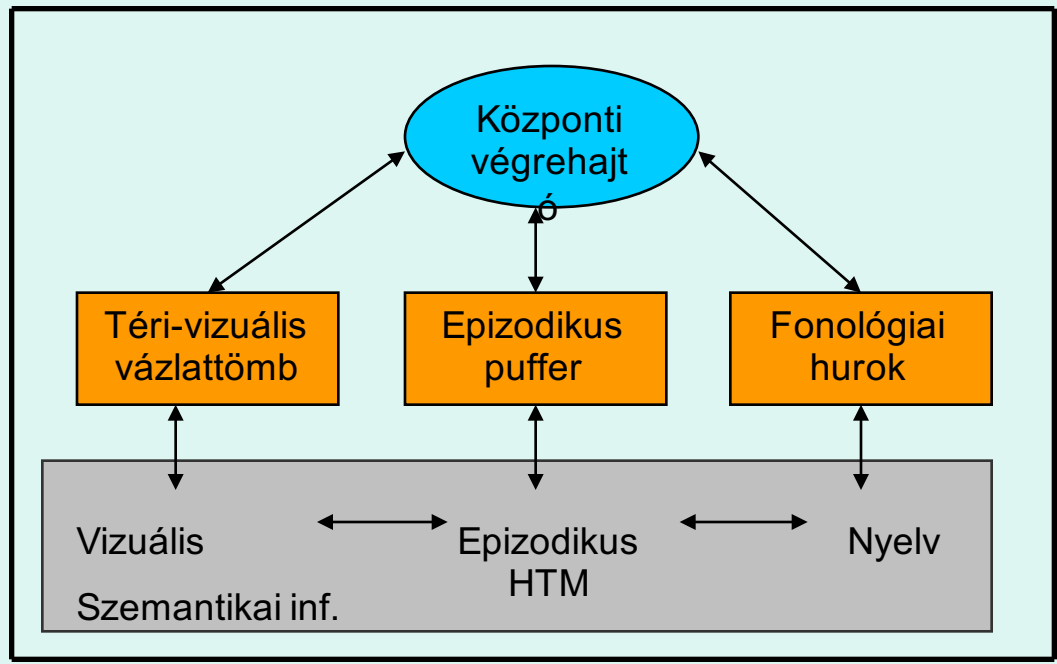 Központi
végrehajt
ó
Téri-vizuális
vázlattömb
Epizodikus
puffer
Fonológiai
hurok
Vizuális
Epizodikus
HTM
Nyelv
Szemantikai inf.